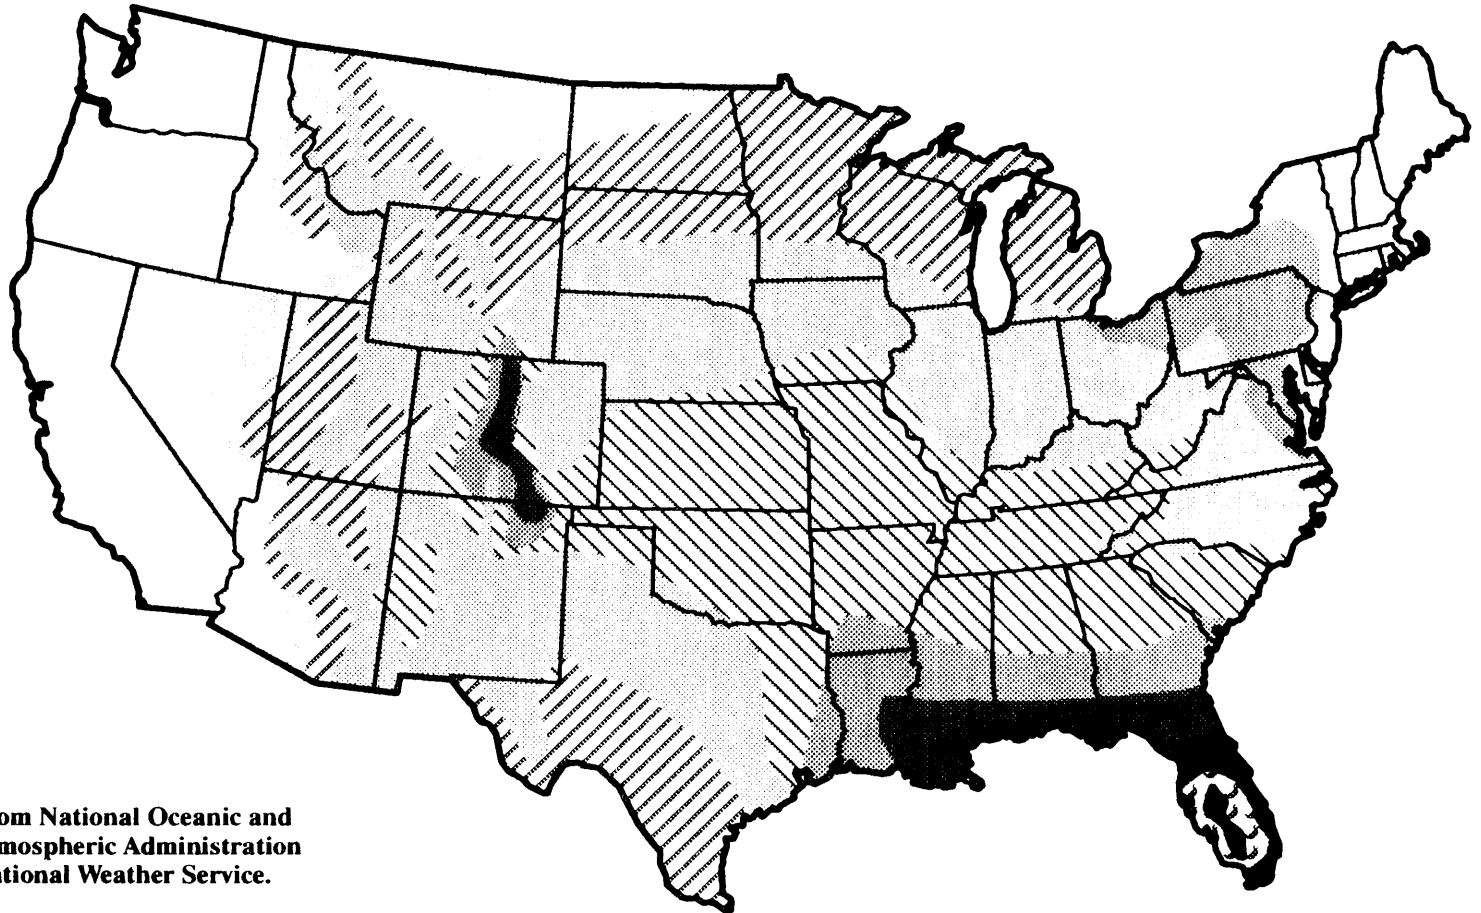 om National Oceanic and
mospheric Administration
ational Weather Service.